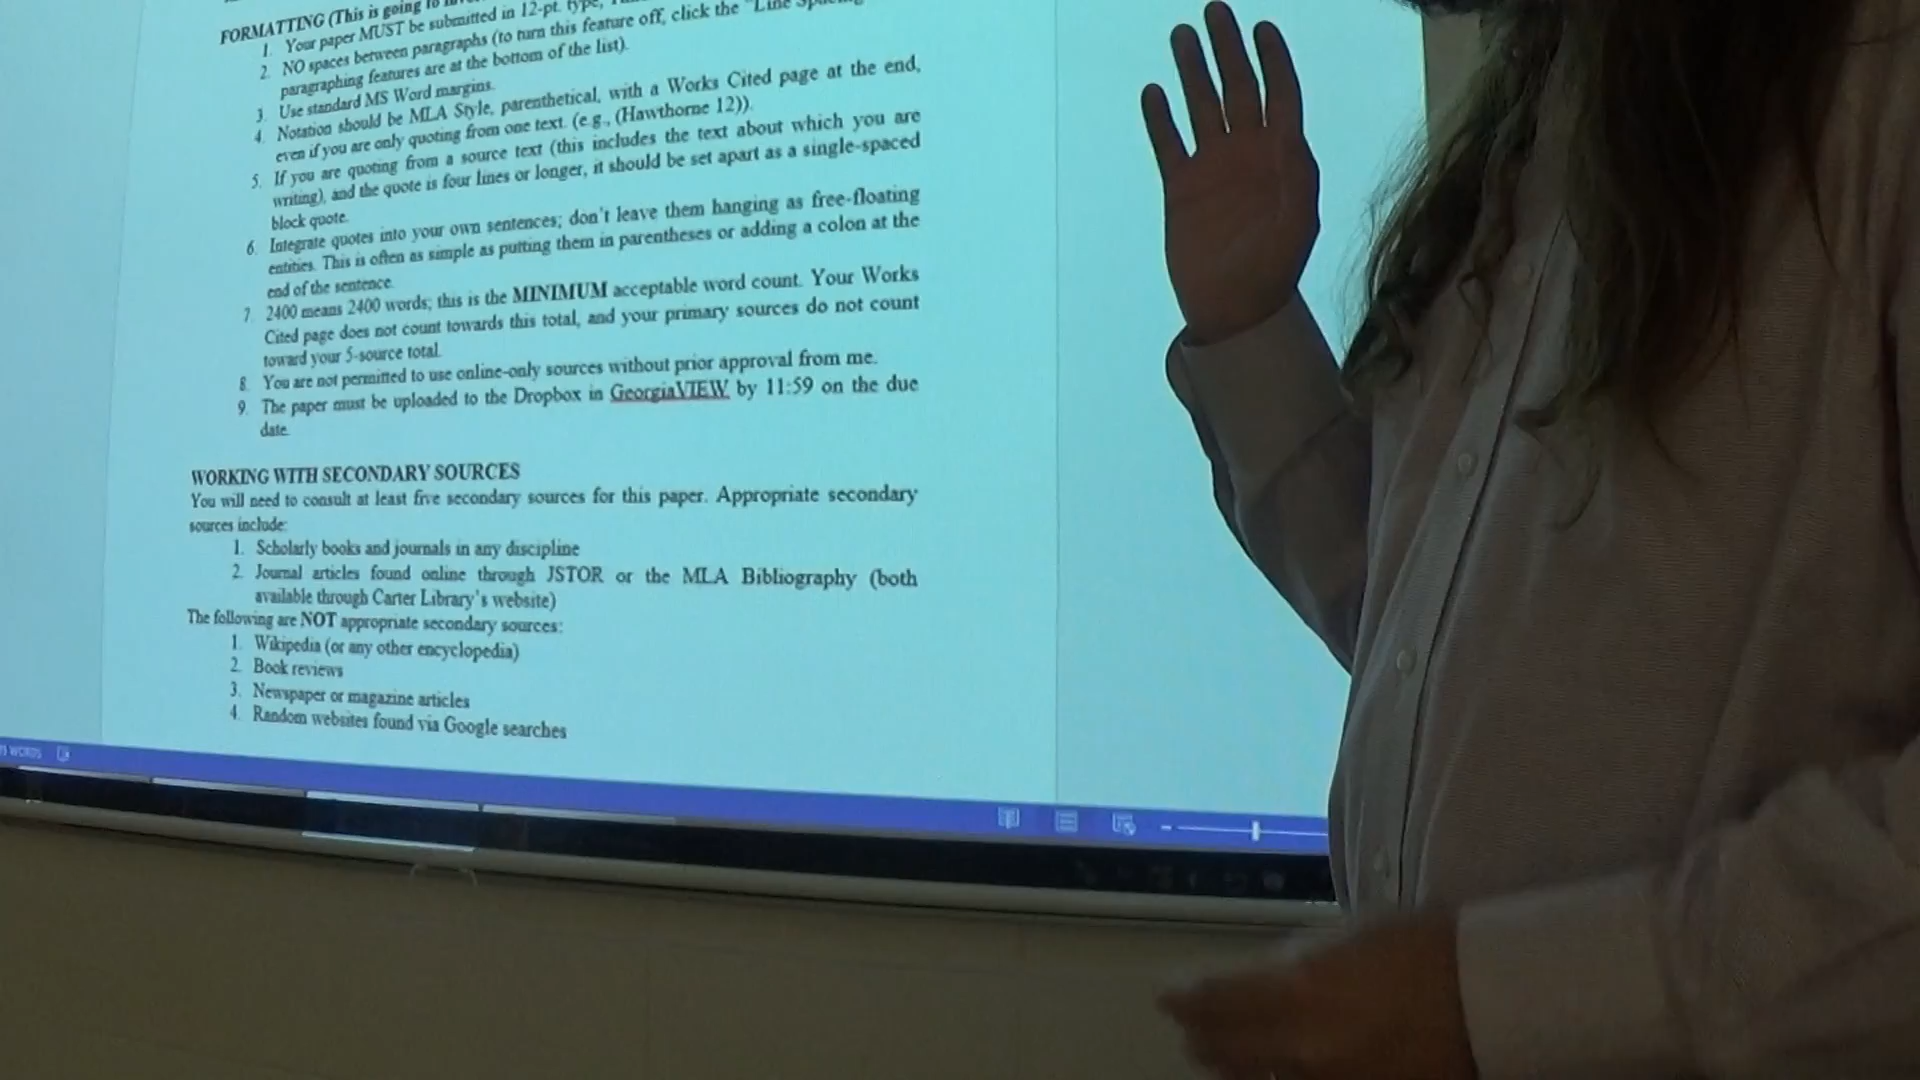 FORMATTING (This is going to
1. Your paper MUST be submitted in 12-pt. type,
2. NO spaces between paragraphs (to turn this feature off, click the "Line Spacing
paragraphing features are at the bottom of the list).
3. Use standard MS Word margins.
4. Notation should be MLA Style, parenthetical, with a Works Cited page at the end,
even if you are only quoting from one text. (e.g., (Hawthorne 12)).
5. If you are quoting from a source text (this includes the text about which you are
writing), and the quote is four lines or longer, it should be set apart as a single-spaced
block quote.
6. Integrate quotes into your own sentences; don't leave them hanging as free-floating
entities. This is often as simple as putting them in parentheses or adding a colon at the
end of the sentence.
7. 2400 means 2400 words; this is the MINIMUM acceptable word count. Your Works
Cited page does not count towards this total, and your primary sources do not count
toward your 5-source total.
8. You are not permitted to use online-only sources without prior approval from me.
9. The paper must be uploaded to the Dropbox in GeorgiaVIEW by 11:59 on the due
date.
WORKING WITH SECONDARY SOURCES
You will need to consult at least five secondary sources for this paper. Appropriate secondary
sources include:
1. Scholarly books and journals in any discipline
2. Journal articles found online through JSTOR or the MLA Bibliography (both
available through Carter Library's website)
The following are NOT appropriate secondary sources:
1. Wikipedia (or any other encyclopedia)
2. Book reviews
3. Newspaper or magazine articles
4. Random websites found via Google searches
WORDS